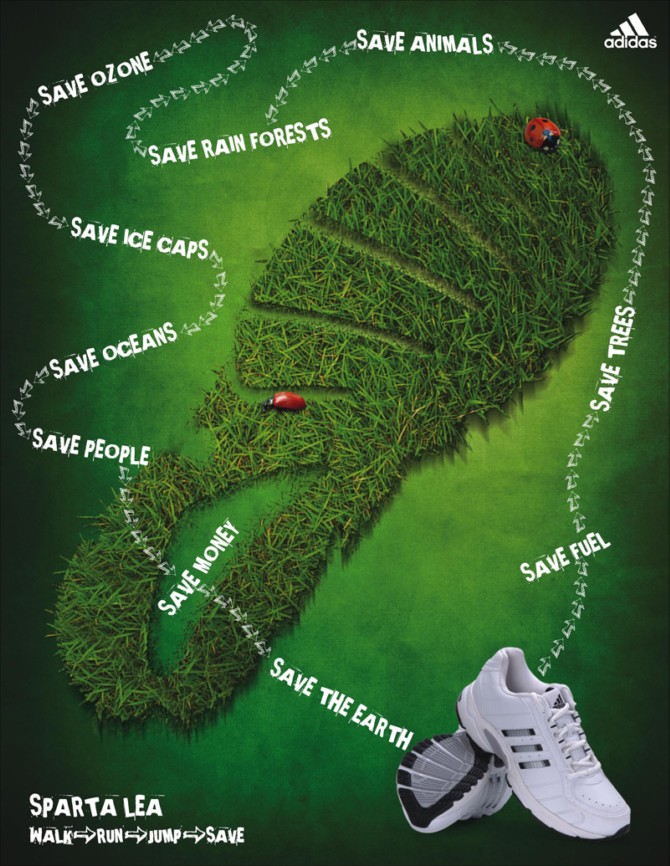 SAVE ANIMALS
adidas
SAVE OZONE
SAVE RAIN FORESTS
SAVE ICE CAPS
SAVE OCEANS
SAVE TREES
SAVE PEOPLE
SAVE MONEY
SAVE FUEL
SAVE THE EARTH
SPARTA LEA
WALK⇨RUN⇨JUMP⇨SAVE